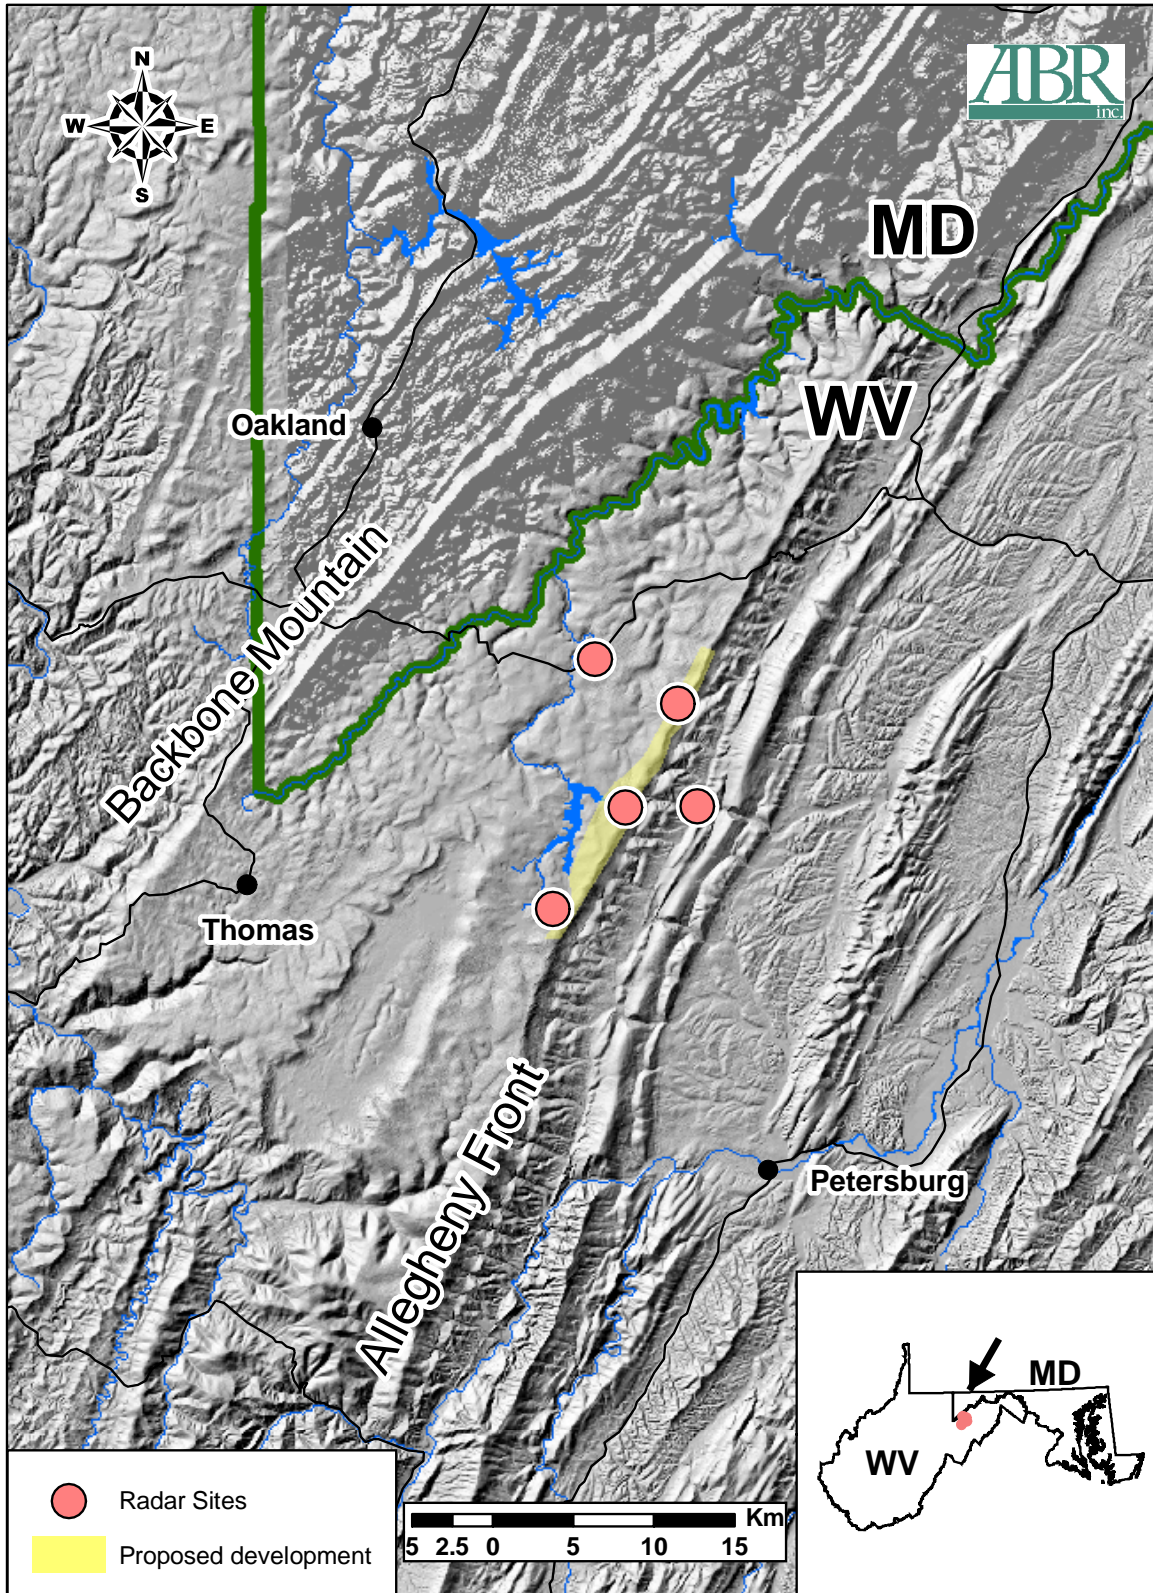 N
W E
S
ABR
inc.
MD
WV
Oakland
Backbone Mountain
Thomas
Allegheny Front
Petersburg
MD
WV
Radar Sites
Proposed development
Km
5 2.5 0 5 10 15